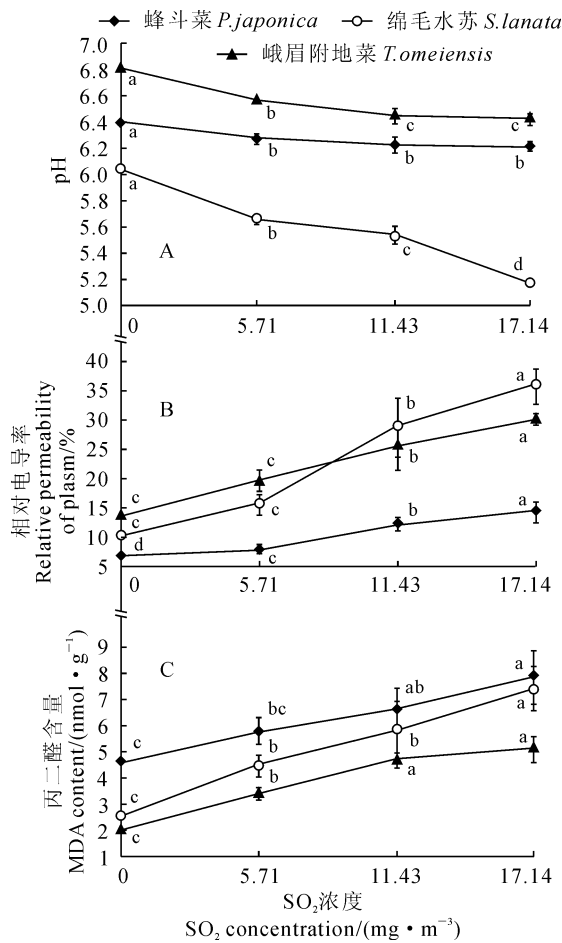 蜂斗菜 P.japonica 绵毛水苏 S.lanata
峨眉附地菜 T.omeiensis
7.0
6.8
6.6
6.4
6.2
6.0
5.8
5.6
5.4
5.2
5.0
pH
a
b
c
c
a
b
b
b
a
b
c
d
A
0 5.71 11.43 17.14
40
35
30
25
20
15
10
5
相对电导率
Relative permeability
of plasm/%
B
c
c
b
a
c
c
b
a
d
c
b
a
0 5.71 11.43 17.14
9
8
7
6
5
4
3
2
1
丙二醛含量
MDA content/(nmol·g⁻¹)
C
c
bc
ab
a
c
b
b
a
c
b
a
a
0 5.71 11.43 17.14
SO₂浓度
SO₂ concentration/(mg·m⁻³)